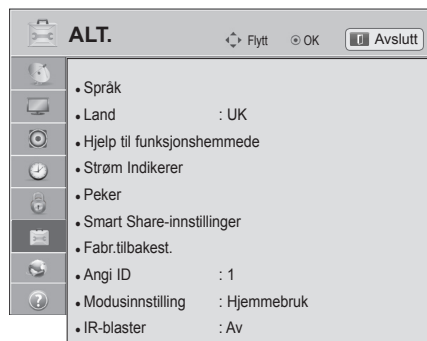 ALT.
Flytt OK Avslutt
• Språk
• Land : UK
• Hjelp til funksjonshemmede
• Strøm Indikerer
• Peker
• Smart Share-innstillinger
• Fabr.tilbakest.
• Angi ID : 1
• Modusinnstilling : Hjemmebruk
• IR-blaster : Av